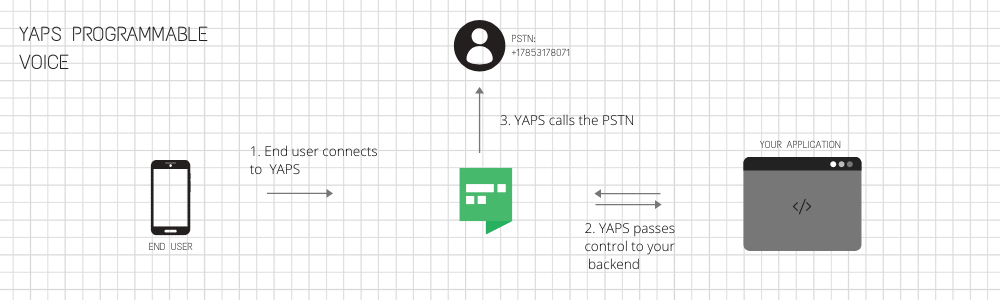 YAPS PROGRAMMABLE
VOICE
PSTN:
+17853178071
3. YAPS calls the PSTN
1. End user connects
to YAPS
END USER
2. YAPS passes
control to your
backend
YOUR APPLICATION
</>